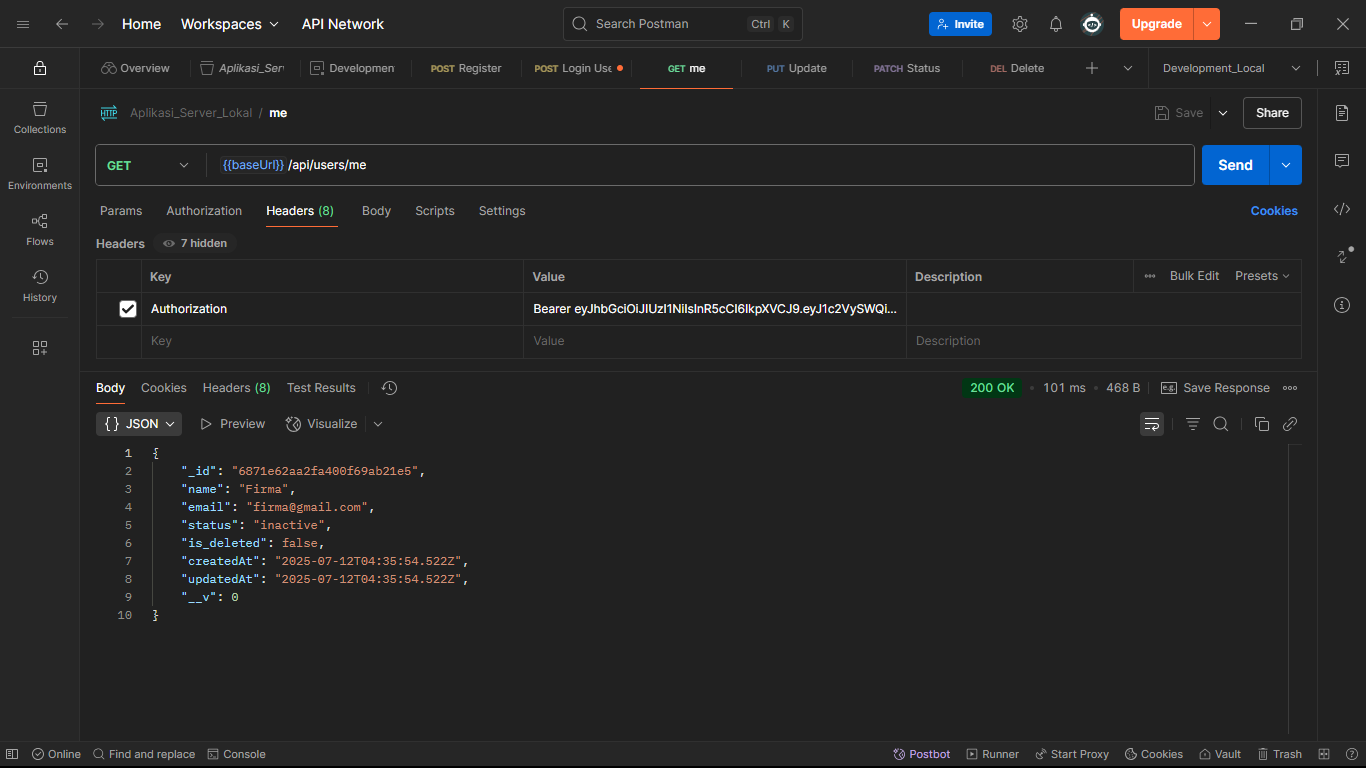 Home Workspaces API Network Search Postman Ctrl K Invite Upgrade
Overview Aplikasi_Ser Developmen POST Register POST Login Use GET me PUT Update PATCH Status DEL Delete Development_Local
Collections
Environments
Flows
History
HTTP Aplikasi_Server_Lokal / me Save Share
GET {{baseUrl}} /api/users/me Send
Params Authorization Headers (8) Body Scripts Settings Cookies
Headers 7 hidden
Key Value Description Bulk Edit Presets
Authorization Bearer eyJhbGciOiJIUzI1NiIsInR5cCI6IkpXVCJ9.eyJ1c2VySWQi...
Key Value Description
Body Cookies Headers (8) Test Results 200 OK 101 ms 468 B e.g. Save Response
{} JSON Preview Visualize
1 {
2 "_id": "6871e62aa2fa400f69ab21e5",
3 "name": "Firma",
4 "email": "firma@gmail.com",
5 "status": "inactive",
6 "is_deleted": false,
7 "createdAt": "2025-07-12T04:35:54.522Z",
8 "updatedAt": "2025-07-12T04:35:54.522Z",
9 "__v": 0
10 }
Online Find and replace Console Postbot Runner Start Proxy Cookies Vault Trash